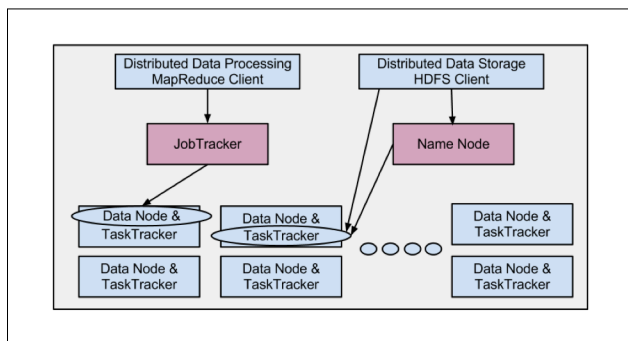 Distributed Data Processing
MapReduce Client
Distributed Data Storage
HDFS Client
JobTracker
Name Node
Data Node &
TaskTracker
Data Node &
TaskTracker
Data Node &
TaskTracker
Data Node &
TaskTracker
Data Node &
TaskTracker
Data Node &
TaskTracker